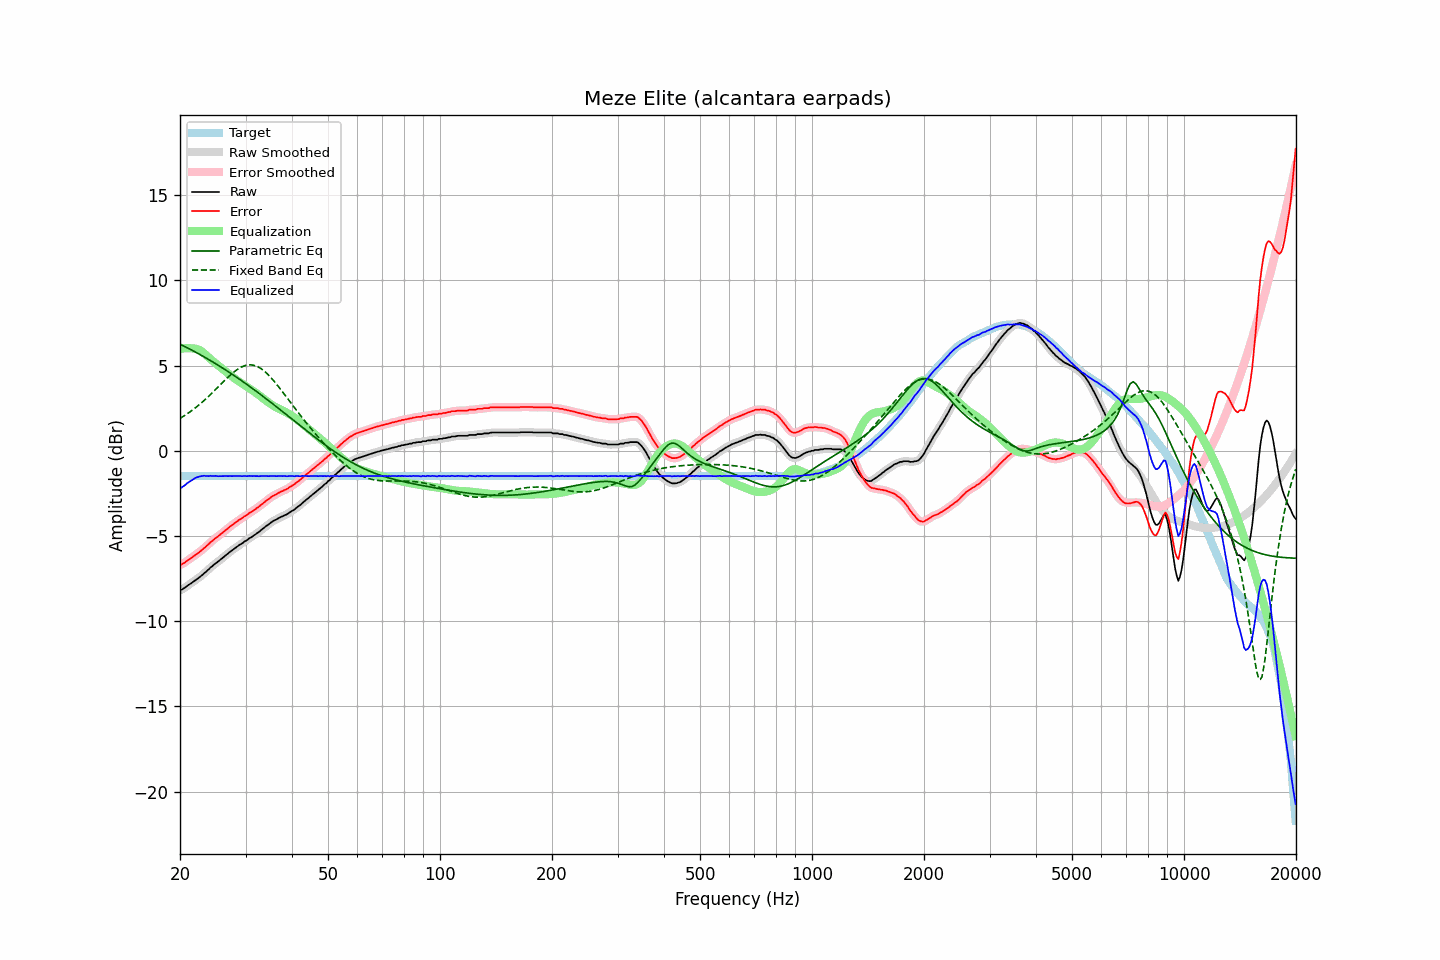 Meze Elite (alcantara earpads)
Target
Raw Smoothed
Error Smoothed
Raw
Error
Equalization
Parametric Eq
Fixed Band Eq
Equalized
Amplitude (dBr)
15
10
5
0
−5
−10
−15
−20
20
50
100
200
500
1000
2000
5000
10000
20000
Frequency (Hz)